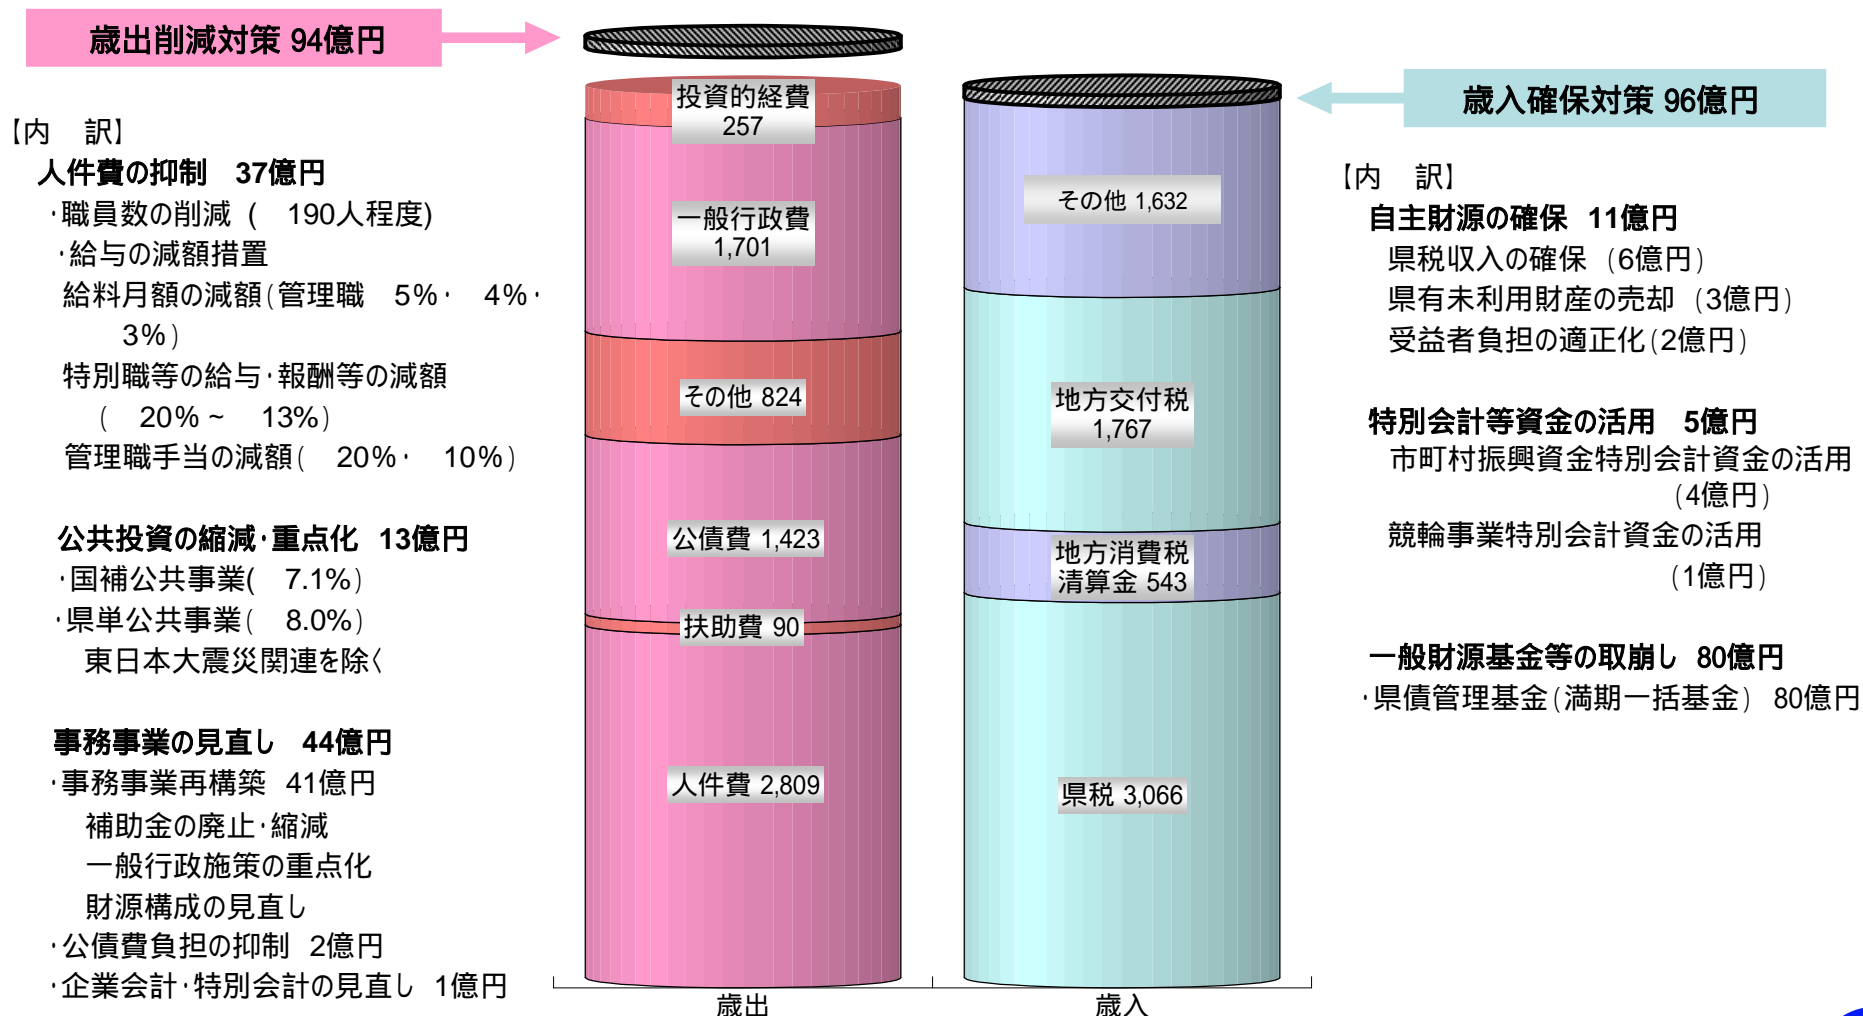 歳出削減対策 94億円
【内　訳】
人件費の抑制　37億円
・職員数の削減 (　190人程度)
・給与の減額措置
給料月額の減額(管理職　5%・　4%・
3%)
特別職等の給与・報酬等の減額
(　20% ~　13%)
管理職手当の減額(　20%・　10%)
公共投資の縮減・重点化 13億円
・国補公共事業(　7.1%)
・県単公共事業(　8.0%)
東日本大震災関連を除く
事務事業の見直し　44億円
・事務事業再構築 41億円
補助金の廃止・縮減
一般行政施策の重点化
財源構成の見直し
・公債費負担の抑制 2億円
・企業会計・特別会計の見直し 1億円
投資的経費
257
一般行政費
1,701
その他 824
公債費 1,423
扶助費 90
人件費 2,809
歳出
その他 1,632
地方交付税
1,767
地方消費税
清算金 543
県税 3,066
歳入
歳入確保対策 96億円
【内　訳】
自主財源の確保 11億円
県税収入の確保 (6億円)
県有未利用財産の売却 (3億円)
受益者負担の適正化(2億円)
特別会計等資金の活用　5億円
市町村振興資金特別会計資金の活用
(4億円)
競輪事業特別会計資金の活用
(1億円)
一般財源基金等の取崩し 80億円
・県債管理基金(満期一括基金) 80億円